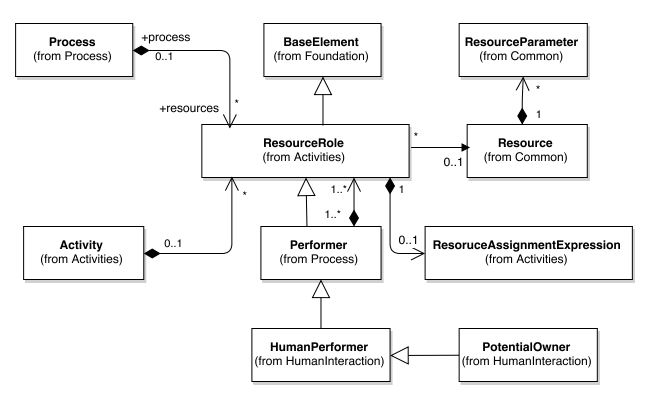 Process
(from Process)
+process
0..1
BaseElement
(from Foundation)
ResourceParameter
(from Common)
*
1
+resources
*
ResourceRole
(from Activities)
*
0..1
Resource
(from Common)
*
0..1
Activity
(from Activities)
1..*
1..*
Performer
(from Process)
1
0..1
ResoruceAssignmentExpression
(from Activities)
HumanPerformer
(from HumanInteraction)
PotentialOwner
(from HumanInteraction)